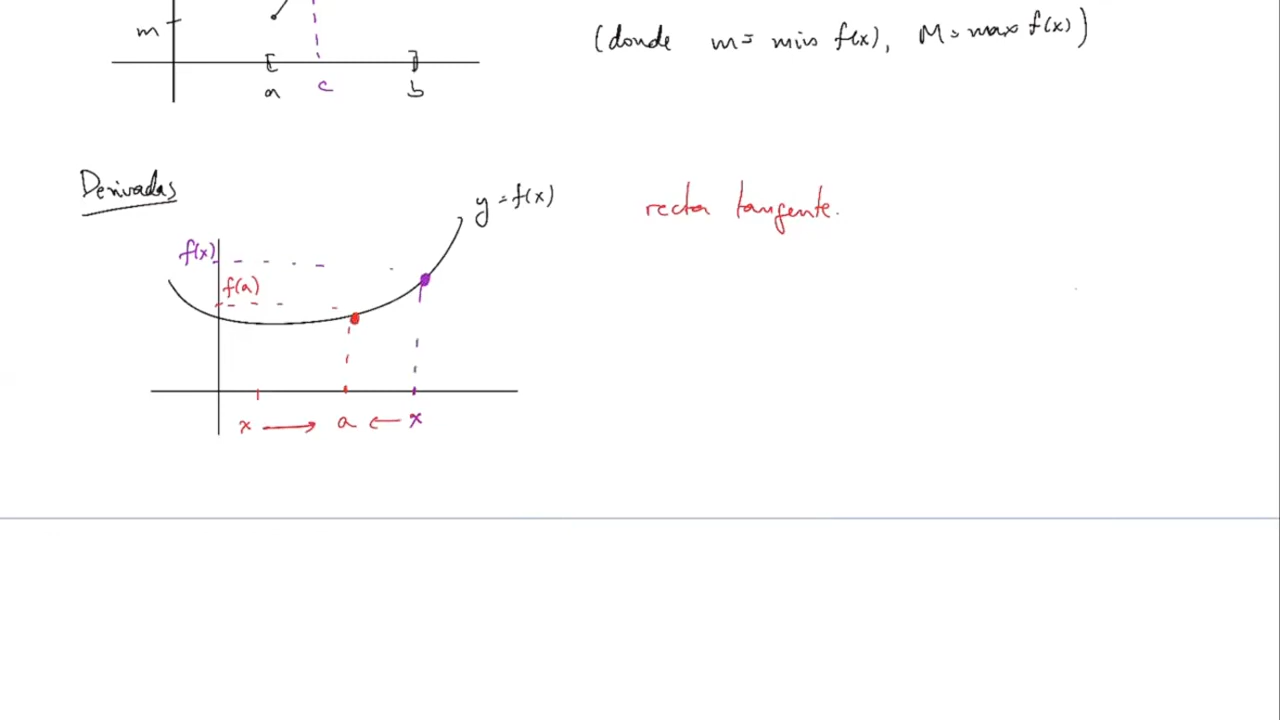 m
(donde m = min f(x), M = max f(x))
a c b
Derivadas
y = f(x)
recta tangente.
f(x)
f(a)
x → a ← x